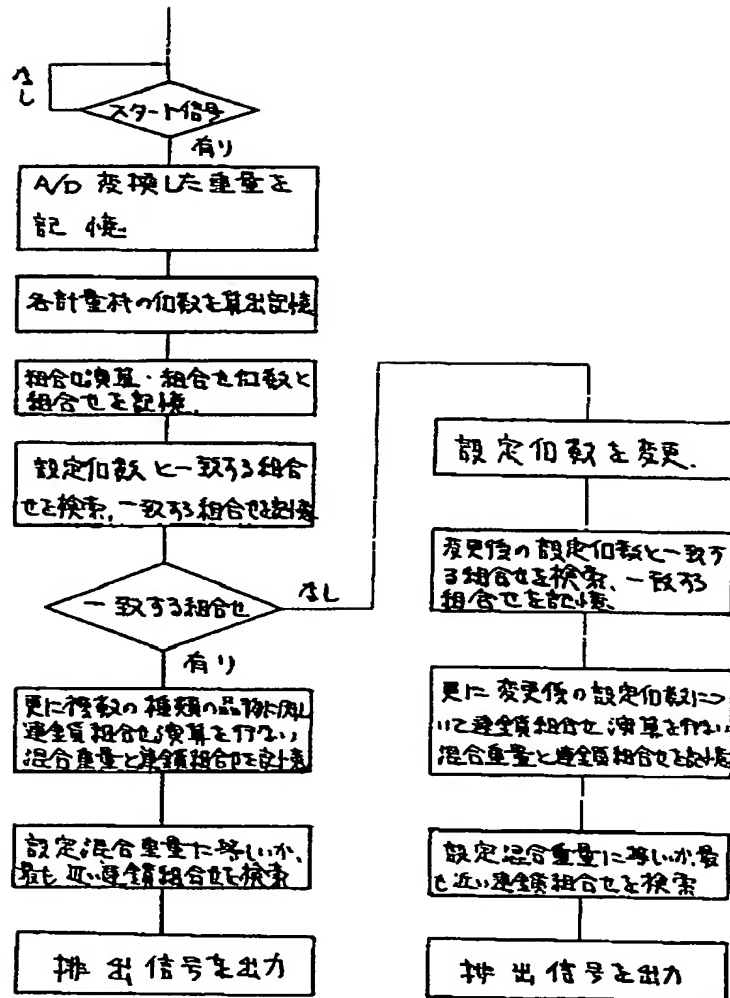 なし
スタート信号
有り
A/D 変換した重量を
記憶
各計量秤の個数を算出記憶
組合せ演算・組合せ個数と
組合せを記憶.
設定個数と一致する組合
せを検索、一致する組合せを記憶
一致する組合せ
なし
有り
更に複数の種類の品物に関し
連鎖組合せ演算を行ない
混合重量と連鎖組合せを記憶
設定混合重量に等しいか、
最も近い連鎖組合せを検索
排出信号を出力
設定個数を変更.
変更後の設定個数と一致す
る組合せを検索、一致する
組合せを記憶、
更に変更後の設定個数につ
いて連鎖組合せ演算を行ない
混合重量と連鎖組合せを記憶
設定混合重量に等しいか、最
も近い連鎖組合せを検索
排出信号を出力